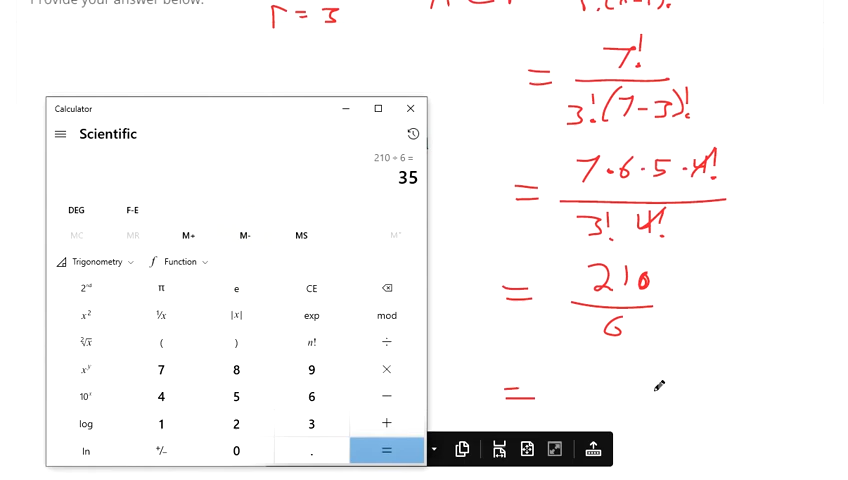 Provide your answer below:
r = 3
= 7!
3!(7-3)!
= 7·6·5·4!
3! 4!
= 210
6
=
Calculator
Scientific
210 ÷ 6 =
35
DEG F-E
MC MR M+ M- MS M˅
Trigonometry Function
2ⁿᵈ π e CE
x² ¹/x |x| exp mod
²√x ( ) n! ÷
xʸ 7 8 9 ×
10ˣ 4 5 6 −
log 1 2 3 +
ln +/− 0 . =